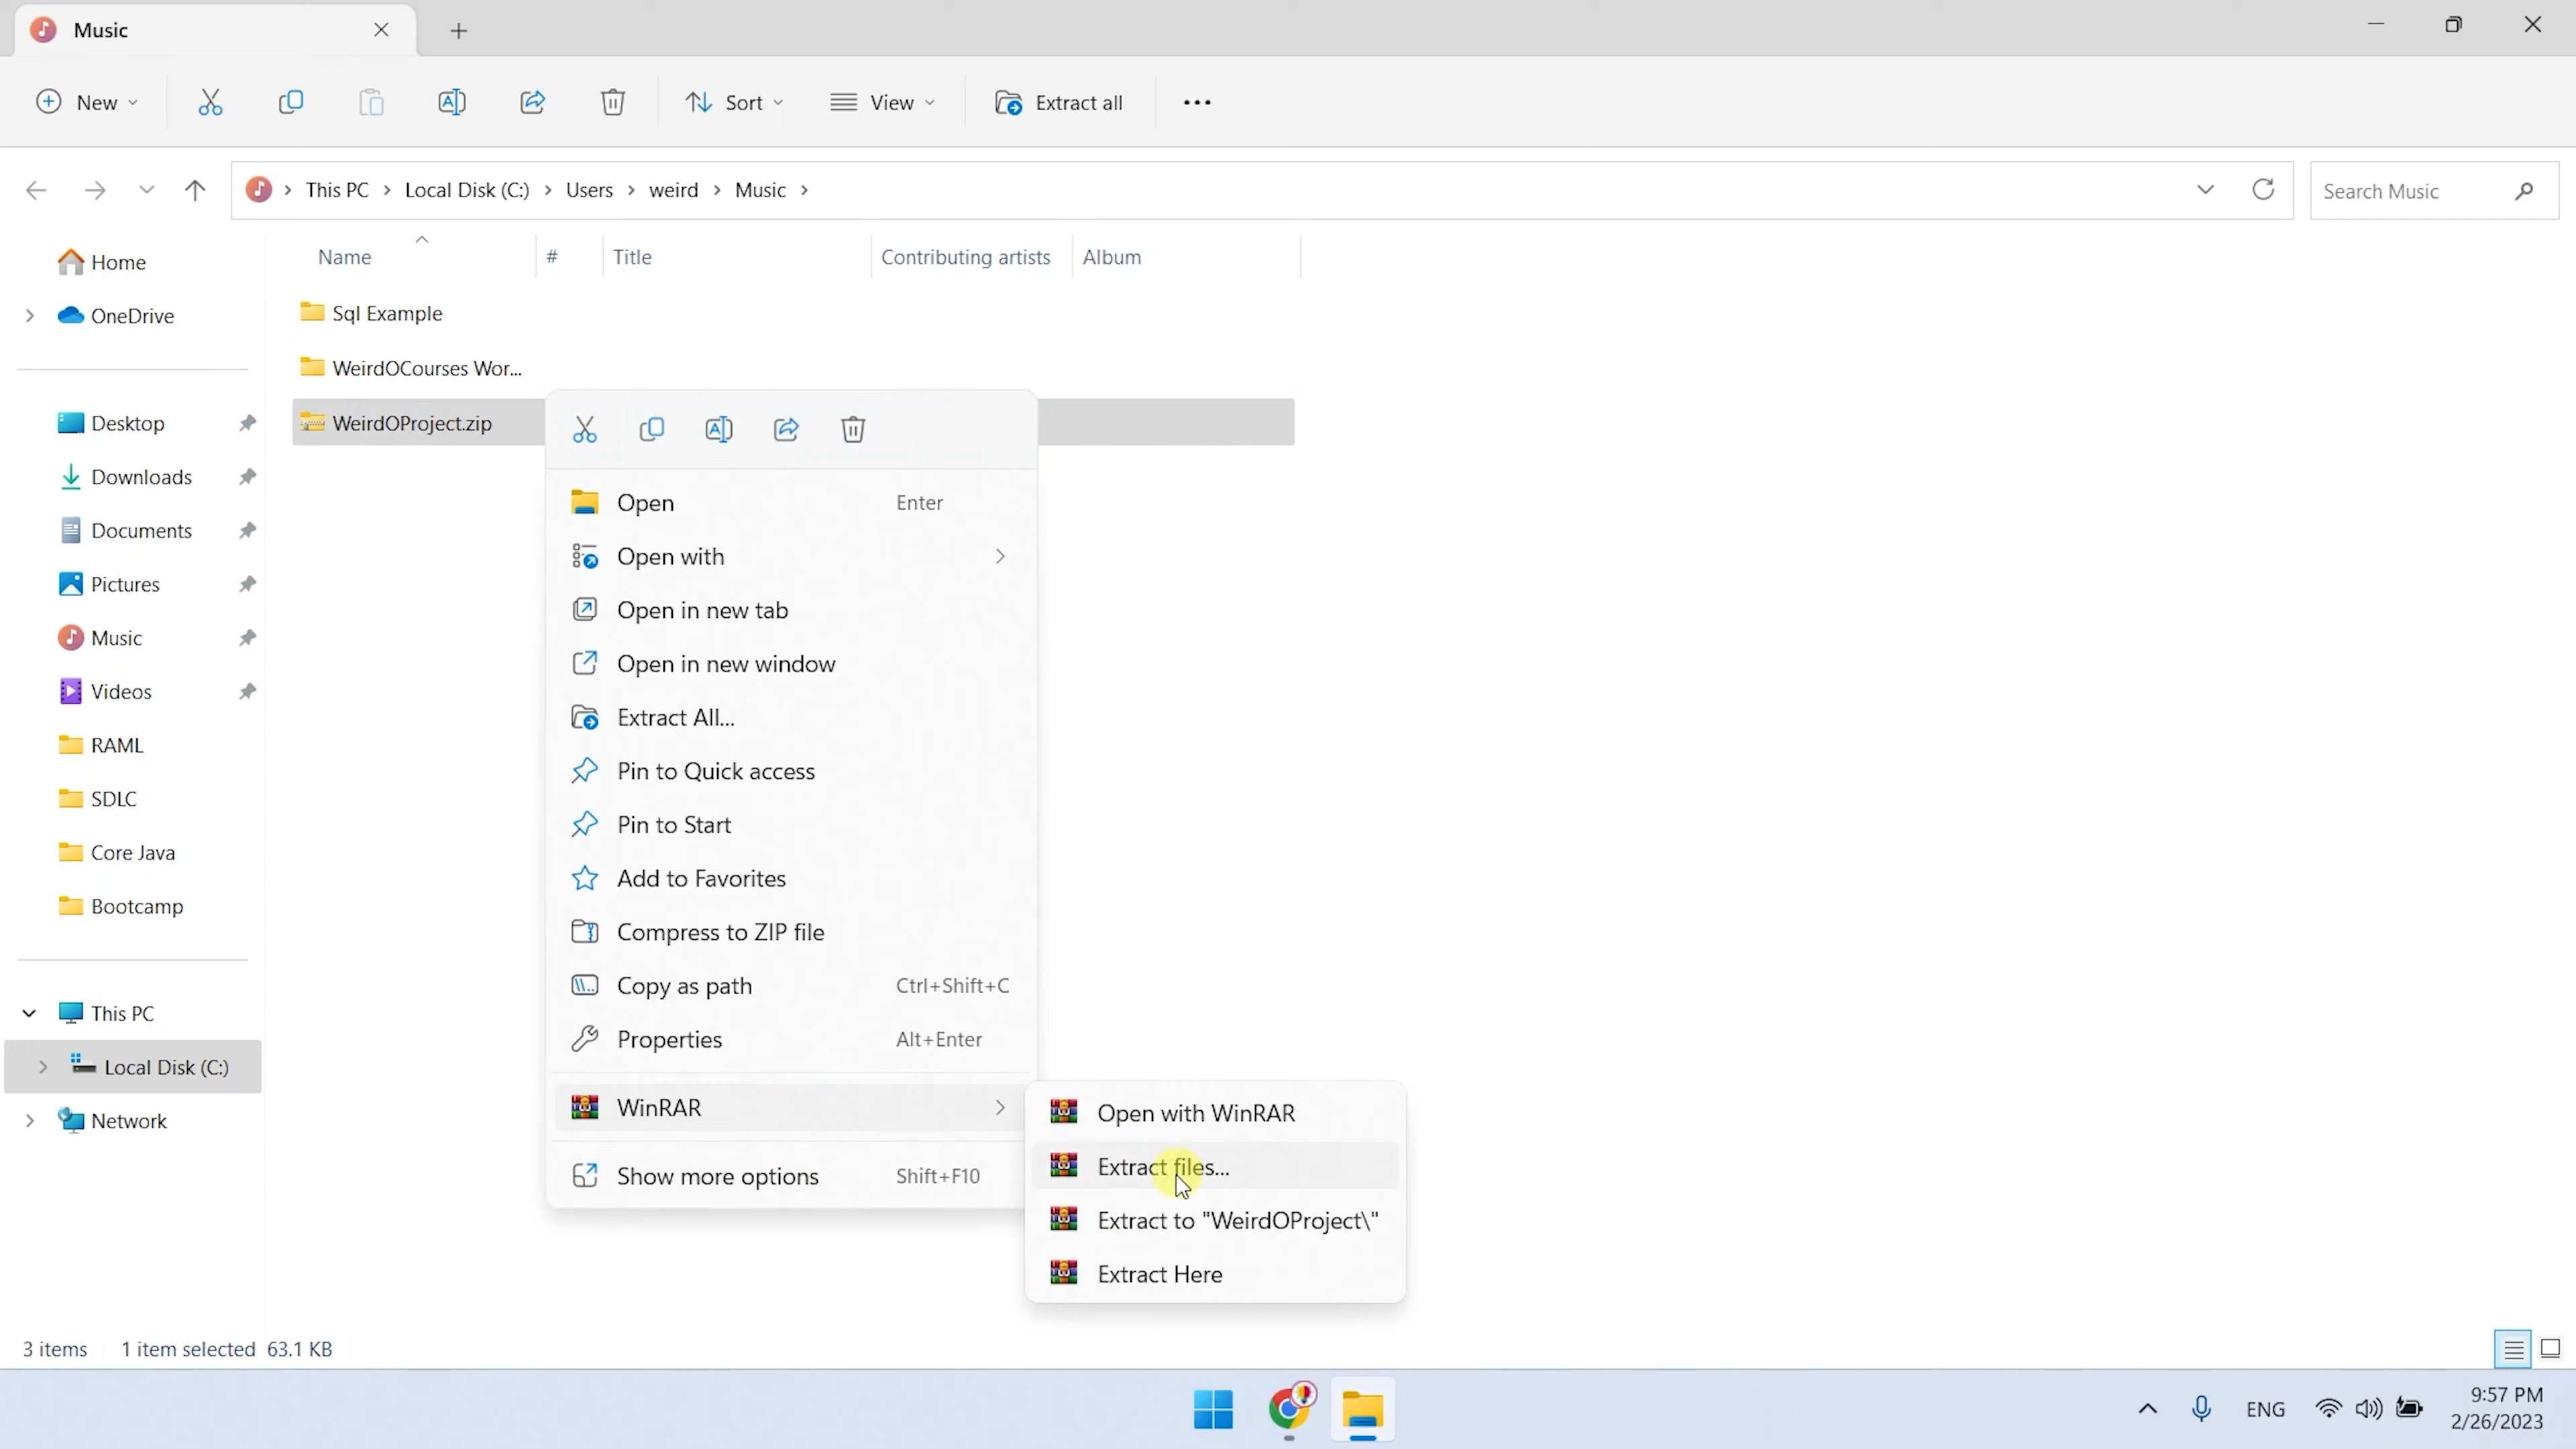 Music
New
Sort
View
Extract all
This PC > Local Disk (C:) > Users > weird > Music >
Search Music
Name # Title Contributing artists Album
Home
OneDrive
Desktop
Downloads
Documents
Pictures
Music
Videos
RAML
SDLC
Core Java
Bootcamp
This PC
Local Disk (C:)
Network
Sql Example
WeirdOCourses Wor...
WeirdOProject.zip
Open Enter
Open with
Open in new tab
Open in new window
Extract All...
Pin to Quick access
Pin to Start
Add to Favorites
Compress to ZIP file
Copy as path Ctrl+Shift+C
Properties Alt+Enter
WinRAR
Show more options Shift+F10
Open with WinRAR
Extract files...
Extract to "WeirdOProject\"
Extract Here
3 items 1 item selected 63.1 KB
ENG
9:57 PM
2/26/2023